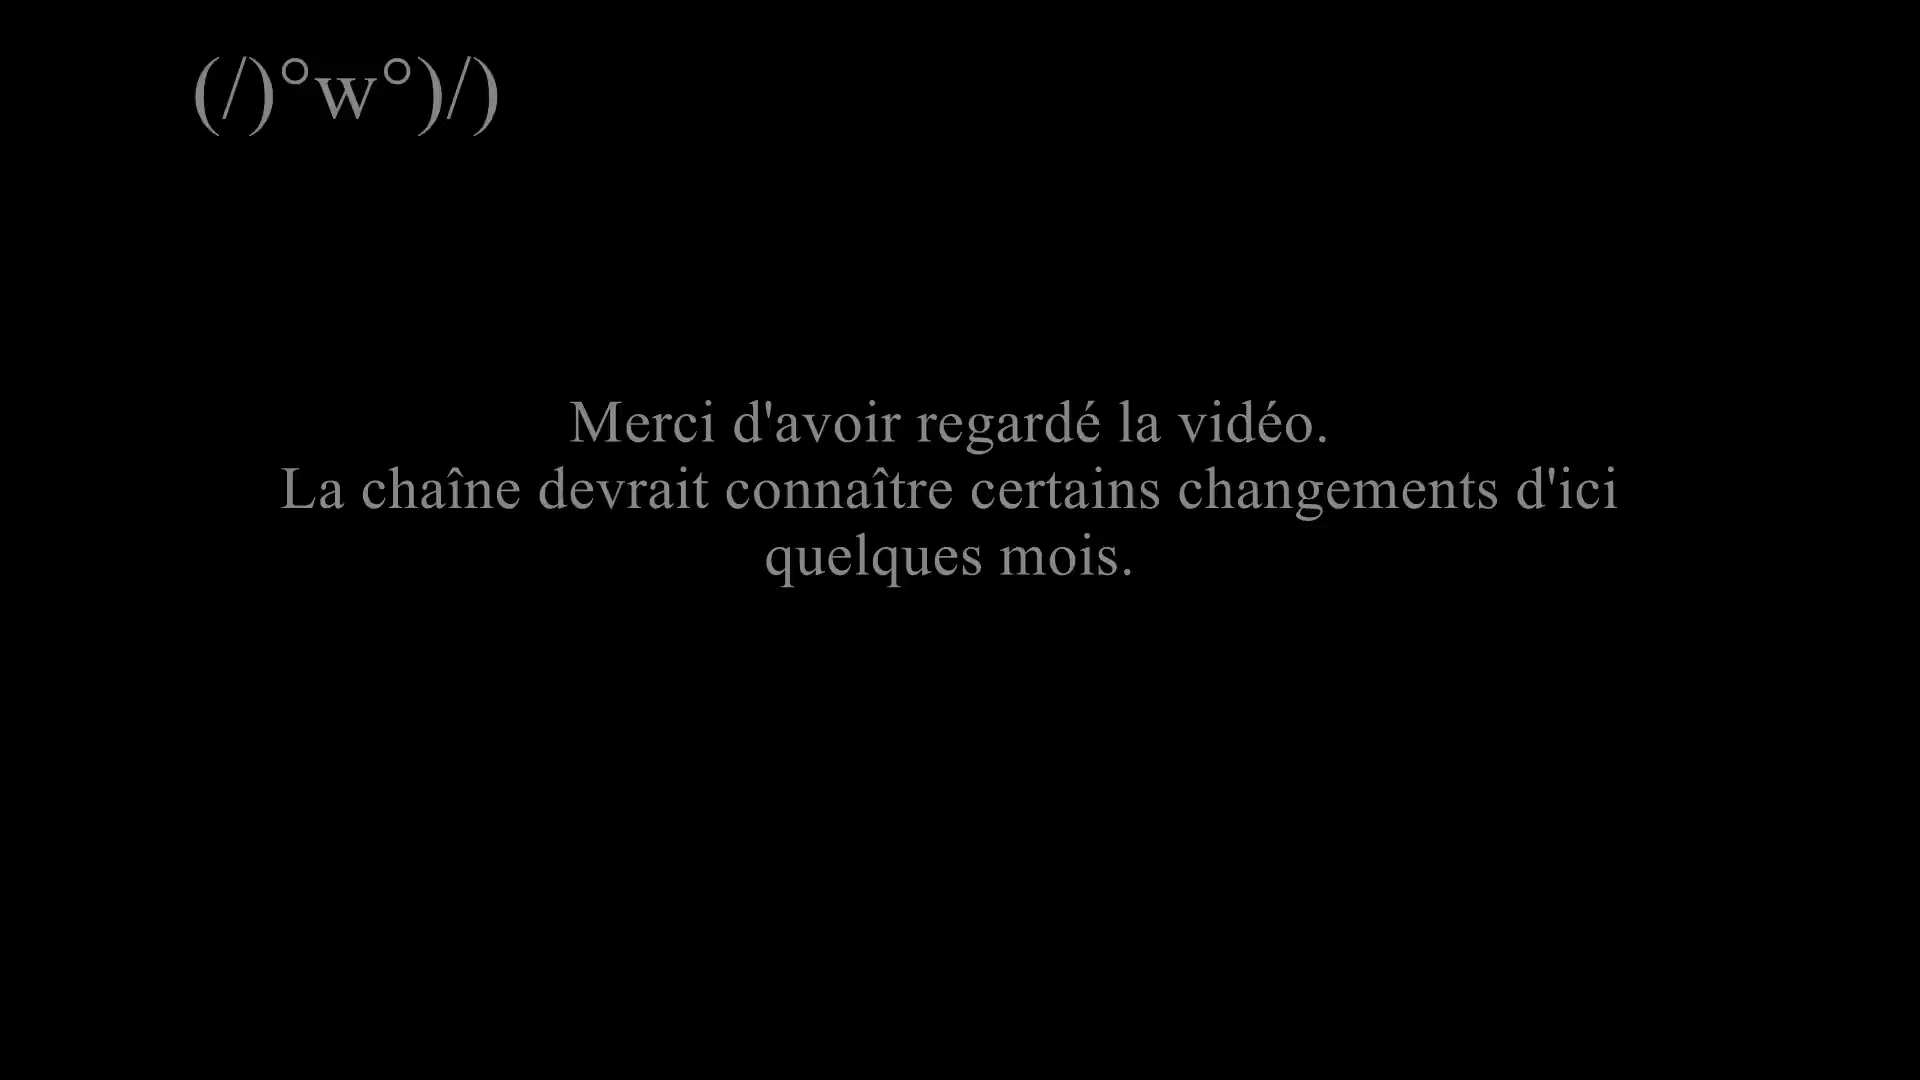 (/)°w°)/)
Merci d'avoir regardé la vidéo.
La chaîne devrait connaître certains changements d'ici
quelques mois.